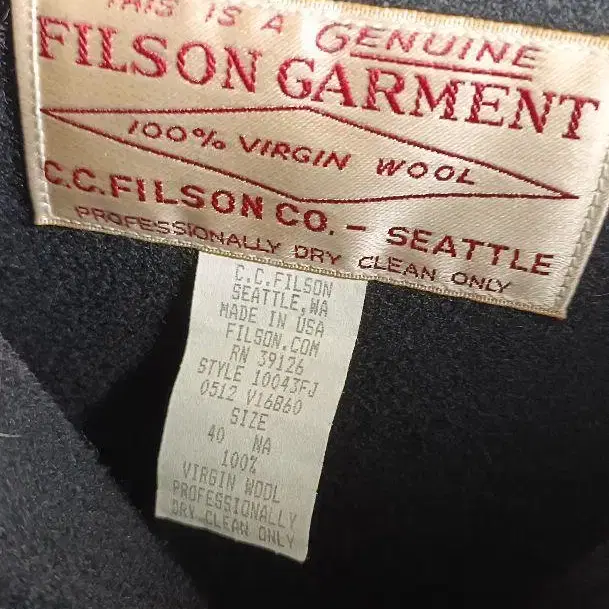 THIS IS A GENUINE
FILSON GARMENT
100% VIRGIN WOOL
C.C.FILSON CO. - SEATTLE
PROFESSIONALLY DRY CLEAN ONLY
C.C.FILSON
SEATTLE,WA
MADE IN USA
FILSON.COM
RN 39126
STYLE 10043FJ
0512 V16860
SIZE
40 NA
100%
VIRGIN WOOL
PROFESSIONALLY
DRY CLEAN ONLY